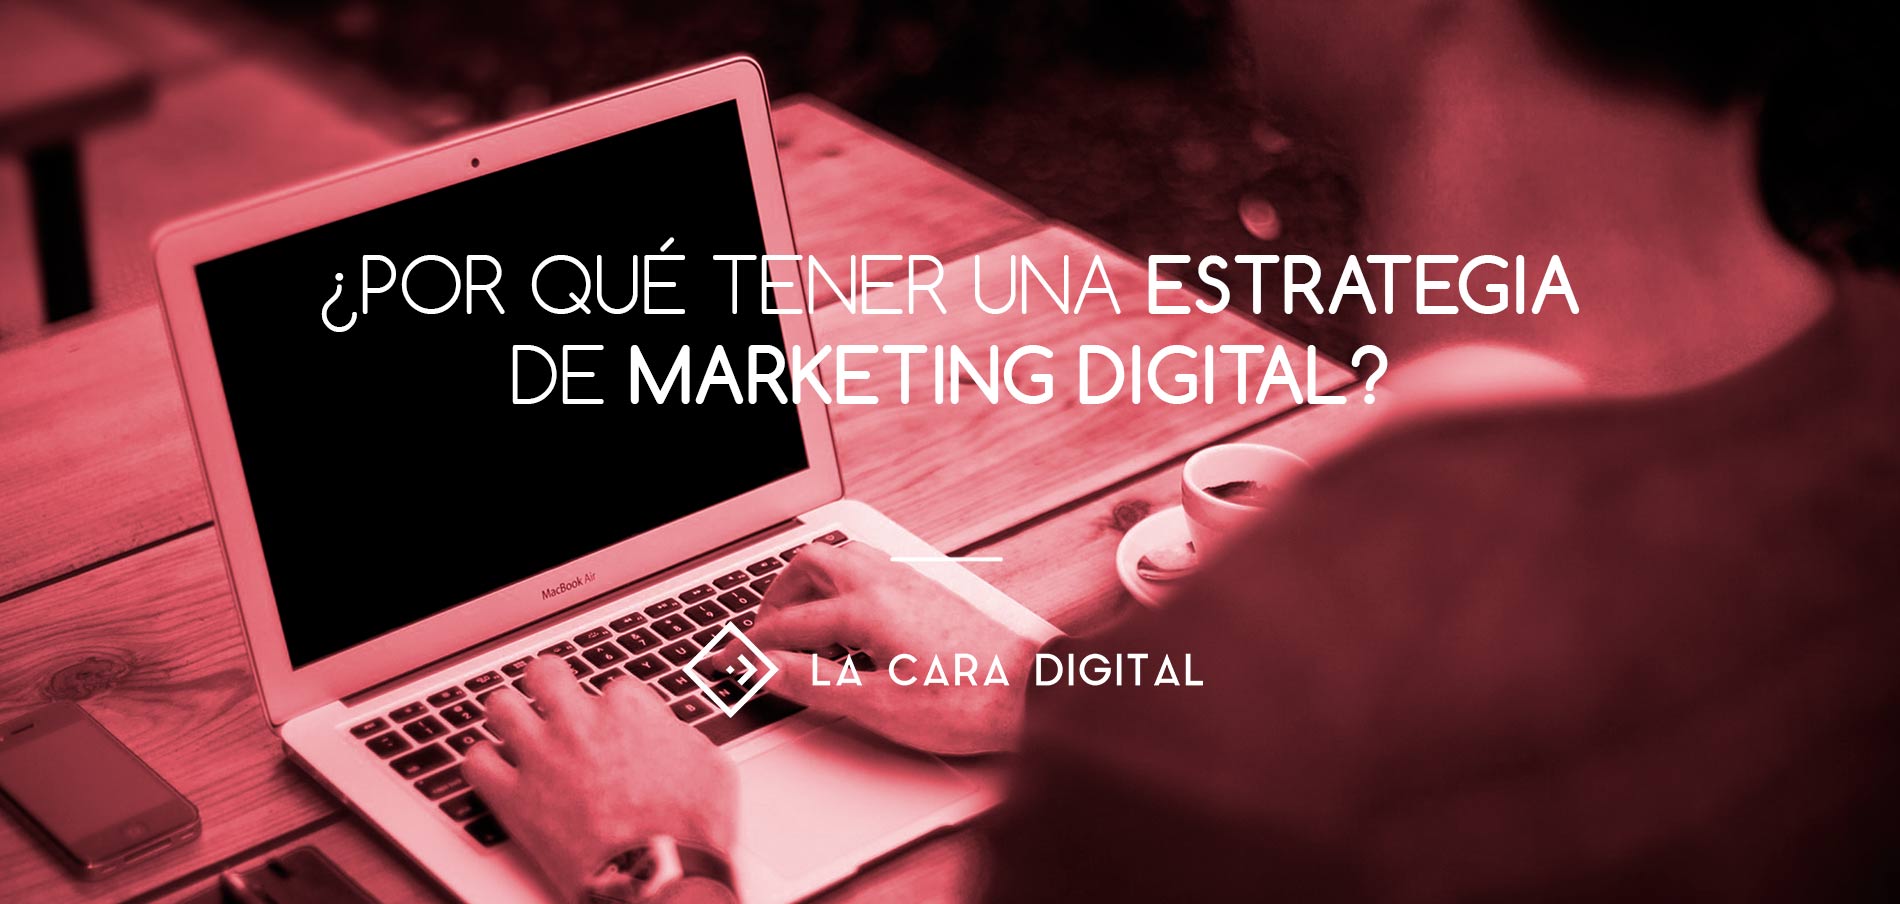 ¿POR QUÉ TENER UNA ESTRATEGIA
DE MARKETING DIGITAL?
MacBook Air
LA CARA DIGITAL